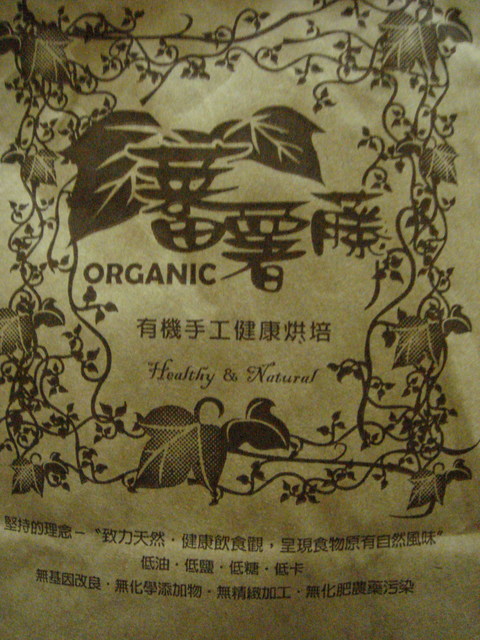 蕃薯藤
ORGANIC
有機手工健康烘培
Healthy & Natural
堅持的理念－“致力天然．健康飲食觀，呈現食物原有自然風味”
低油．低鹽．低糖．低卡
無基因改良．無化學添加物．無精緻加工．無化肥農藥污染